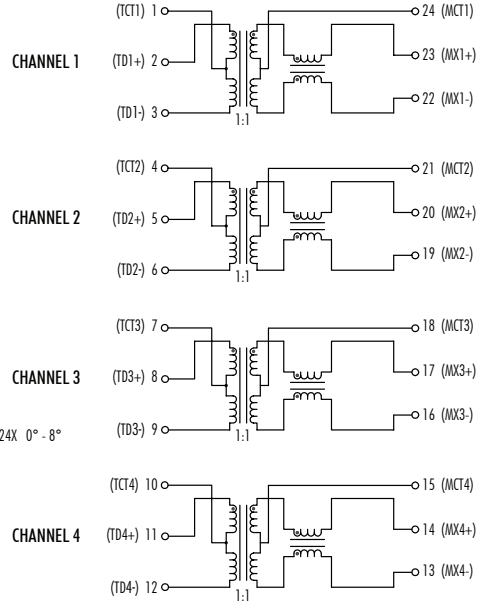 (TCT1) 1 24 (MCT1)
CHANNEL 1 (TD1+) 2 23 (MX1+)
22 (MX1-)
(TD1-) 3
1:1
(TCT2) 4 21 (MCT2)
CHANNEL 2 (TD2+) 5 20 (MX2+)
19 (MX2-)
(TD2-) 6
1:1
(TCT3) 7 18 (MCT3)
CHANNEL 3 (TD3+) 8 17 (MX3+)
16 (MX3-)
24X 0° - 8° (TD3-) 9
1:1
(TCT4) 10 15 (MCT4)
CHANNEL 4 (TD4+) 11 14 (MX4+)
13 (MX4-)
(TD4-) 12
1:1